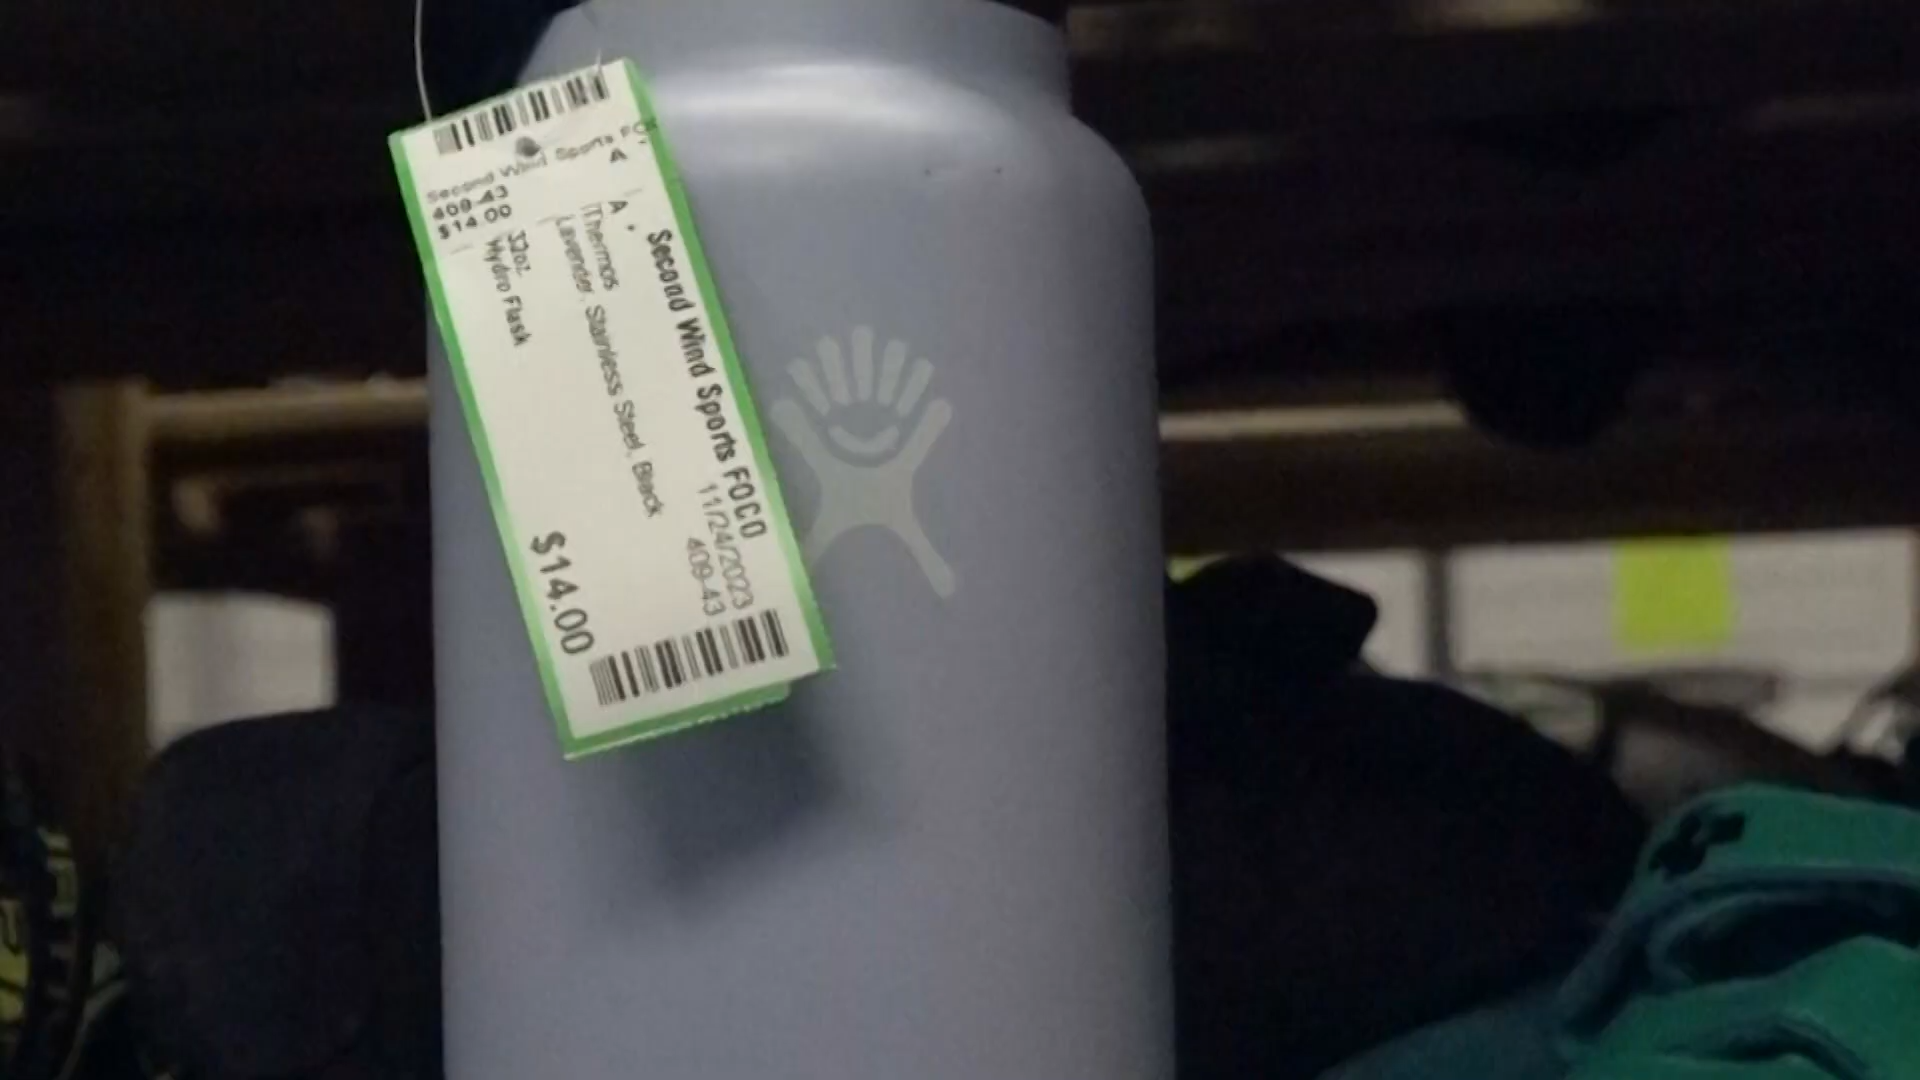 Second Wind Sports FO
409-43
$14.00
A
A
Second Wind Sports FOCO
11/24/2023
409-43
Thermos
Lavender, Stainless Steel, Black
32oz
Hydro Flask
$14.00